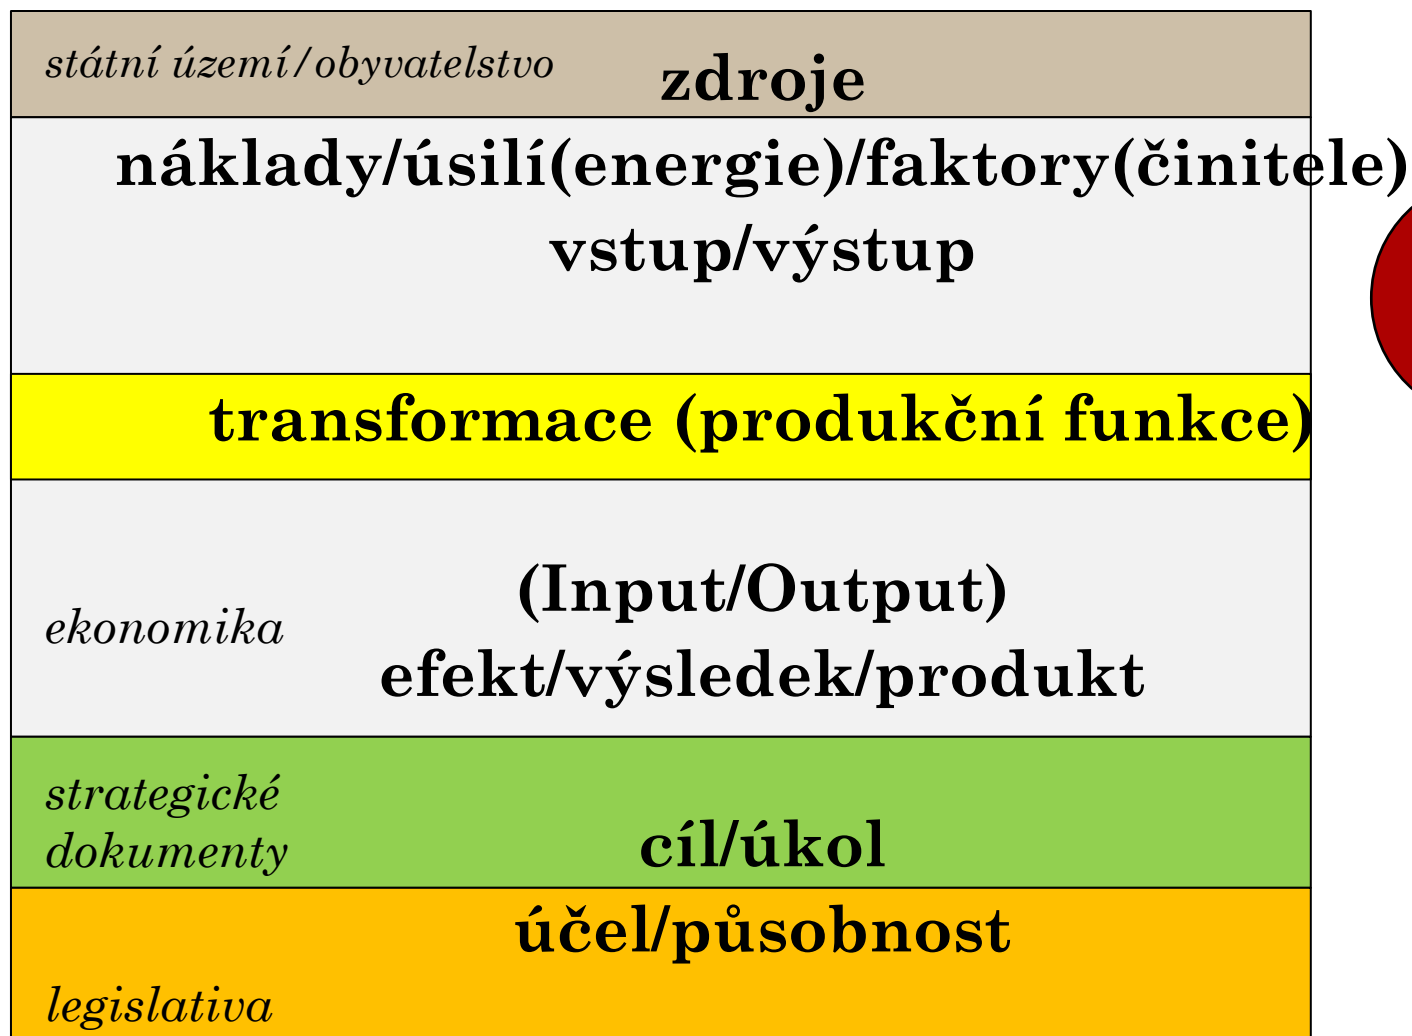 státní území/obyvatelstvo
zdroje
náklady/úsilí(energie)/faktory(činitele)
vstup/výstup
transformace (produkční funkce)
(Input/Output)
ekonomika
efekt/výsledek/produkt
strategické
dokumenty
cíl/úkol
účel/působnost
legislativa